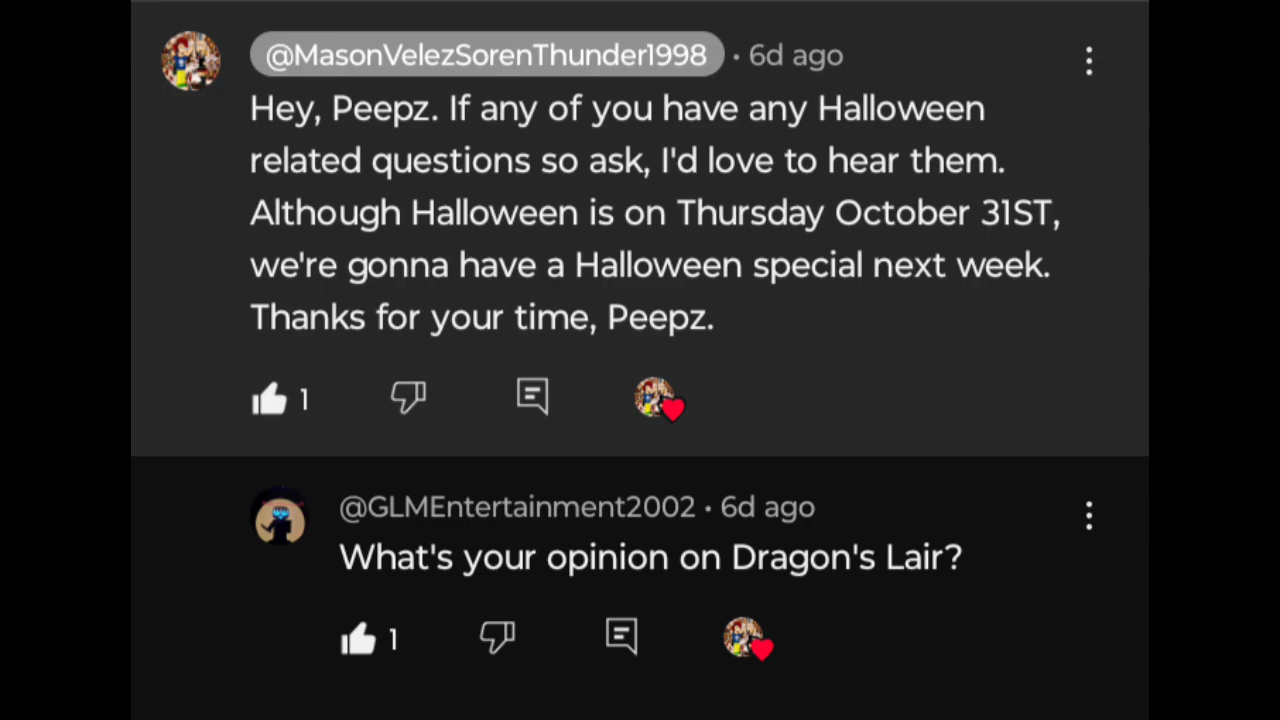 @MasonVelezSorenThunder1998 • 6d ago
Hey, Peepz. If any of you have any Halloween
related questions so ask, I'd love to hear them.
Although Halloween is on Thursday October 31ST,
we're gonna have a Halloween special next week.
Thanks for your time, Peepz.
1
@GLMEntertainment2002 • 6d ago
What's your opinion on Dragon's Lair?
1